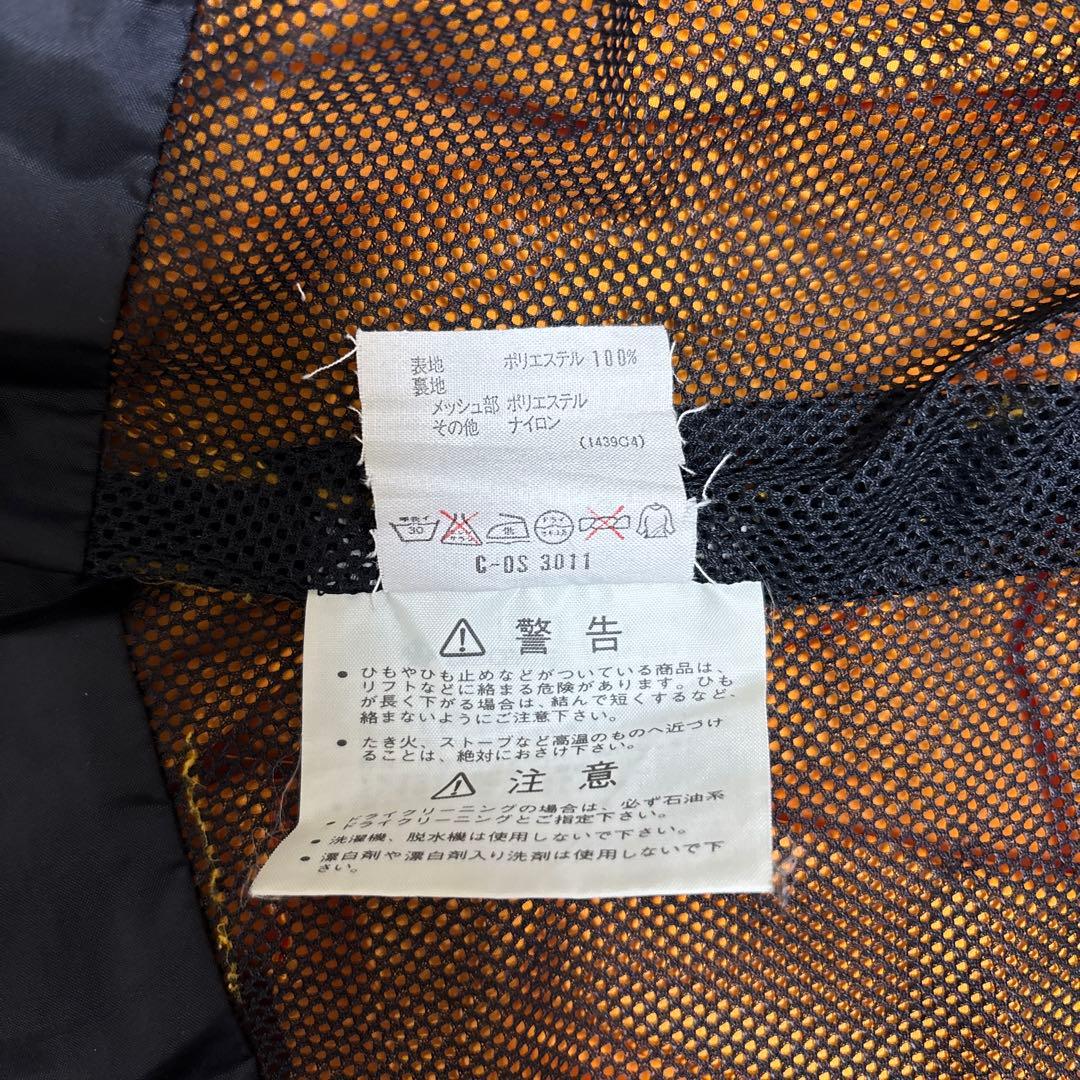 表地 ポリエステル 100%
裏地
メッシュ部 ポリエステル
その他 ナイロン
(1439C4)
手洗イ 30
低
C-DS 3011
警告
• ひもやひも止めなどがついている商品は、
リフトなどに絡まる危険があります。ひも
が長く下がる場合は、結んで短くするなど、
絡まないようにご注意下さい。
• たき火、ストーブなど高温のものへ近づけ
ることは、絶対におさけ下さい。
注意
• ドライクリーニングの場合は、必ず石油系
ドライクリーニングとご指定下さい。
• 洗濯機、脱水機は使用しないで下さい。
• 漂白剤や漂白剤入り洗剤は使用しないで下
さい。